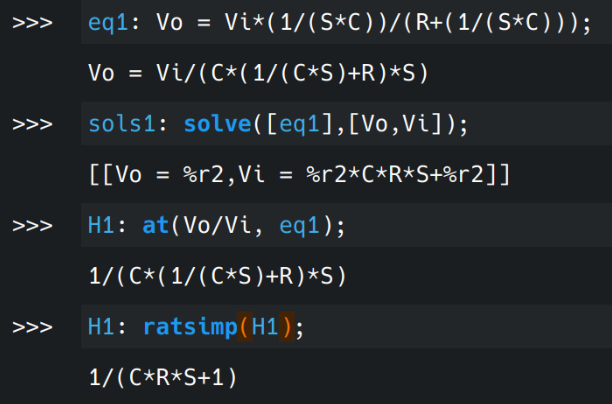 >>> eq1: Vo = Vi*(1/(S*C))/(R+(1/(S*C)));
Vo = Vi/(C*(1/(C*S)+R)*S)
>>> sols1: solve([eq1],[Vo,Vi]);
[[Vo = %r2,Vi = %r2*C*R*S+%r2]]
>>> H1: at(Vo/Vi, eq1);
1/(C*(1/(C*S)+R)*S)
>>> H1: ratsimp(H1);
1/(C*R*S+1)